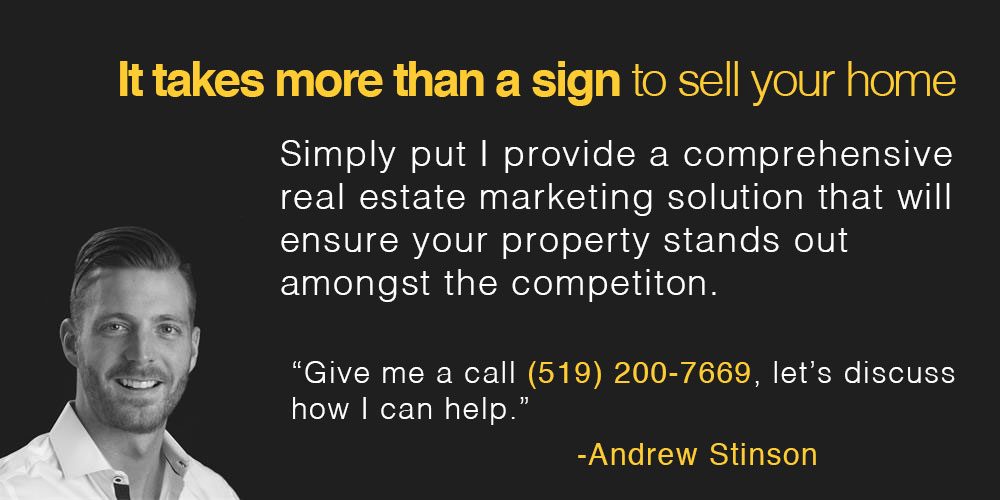 It takes more than a sign to sell your home
Simply put I provide a comprehensive
real estate marketing solution that will
ensure your property stands out
amongst the competiton.
“Give me a call (519) 200-7669, let’s discuss
how I can help.”
-Andrew Stinson